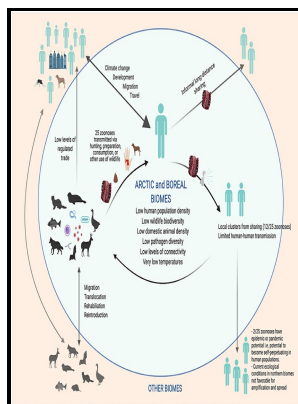 Climate change
Development
Migration
Travel
Informal long-distance
sharing
Low levels of
regulated
trade
25 zoonoses
transmitted via
hunting, preparation,
consumption, or
other use of wildlife
ARCTIC and BOREAL
BIOMES
Low human population density
Low wildlife biodiversity
Low domestic animal density
Low pathogen diversity
Low levels of connectivity
Very low temperatures
Local clusters from sharing (12/25 zoonoses)
Limited human-human transmission
Migration
Translocation
Rehabilitation
Reintroduction
-2/25 zoonoses have
epidemic or pandemic
potential i.e. potential to
become self-perpetuating in
human populations.
-Current ecological
conditions in northern biomes
not favorable for
amplification and spread
OTHER BIOMES